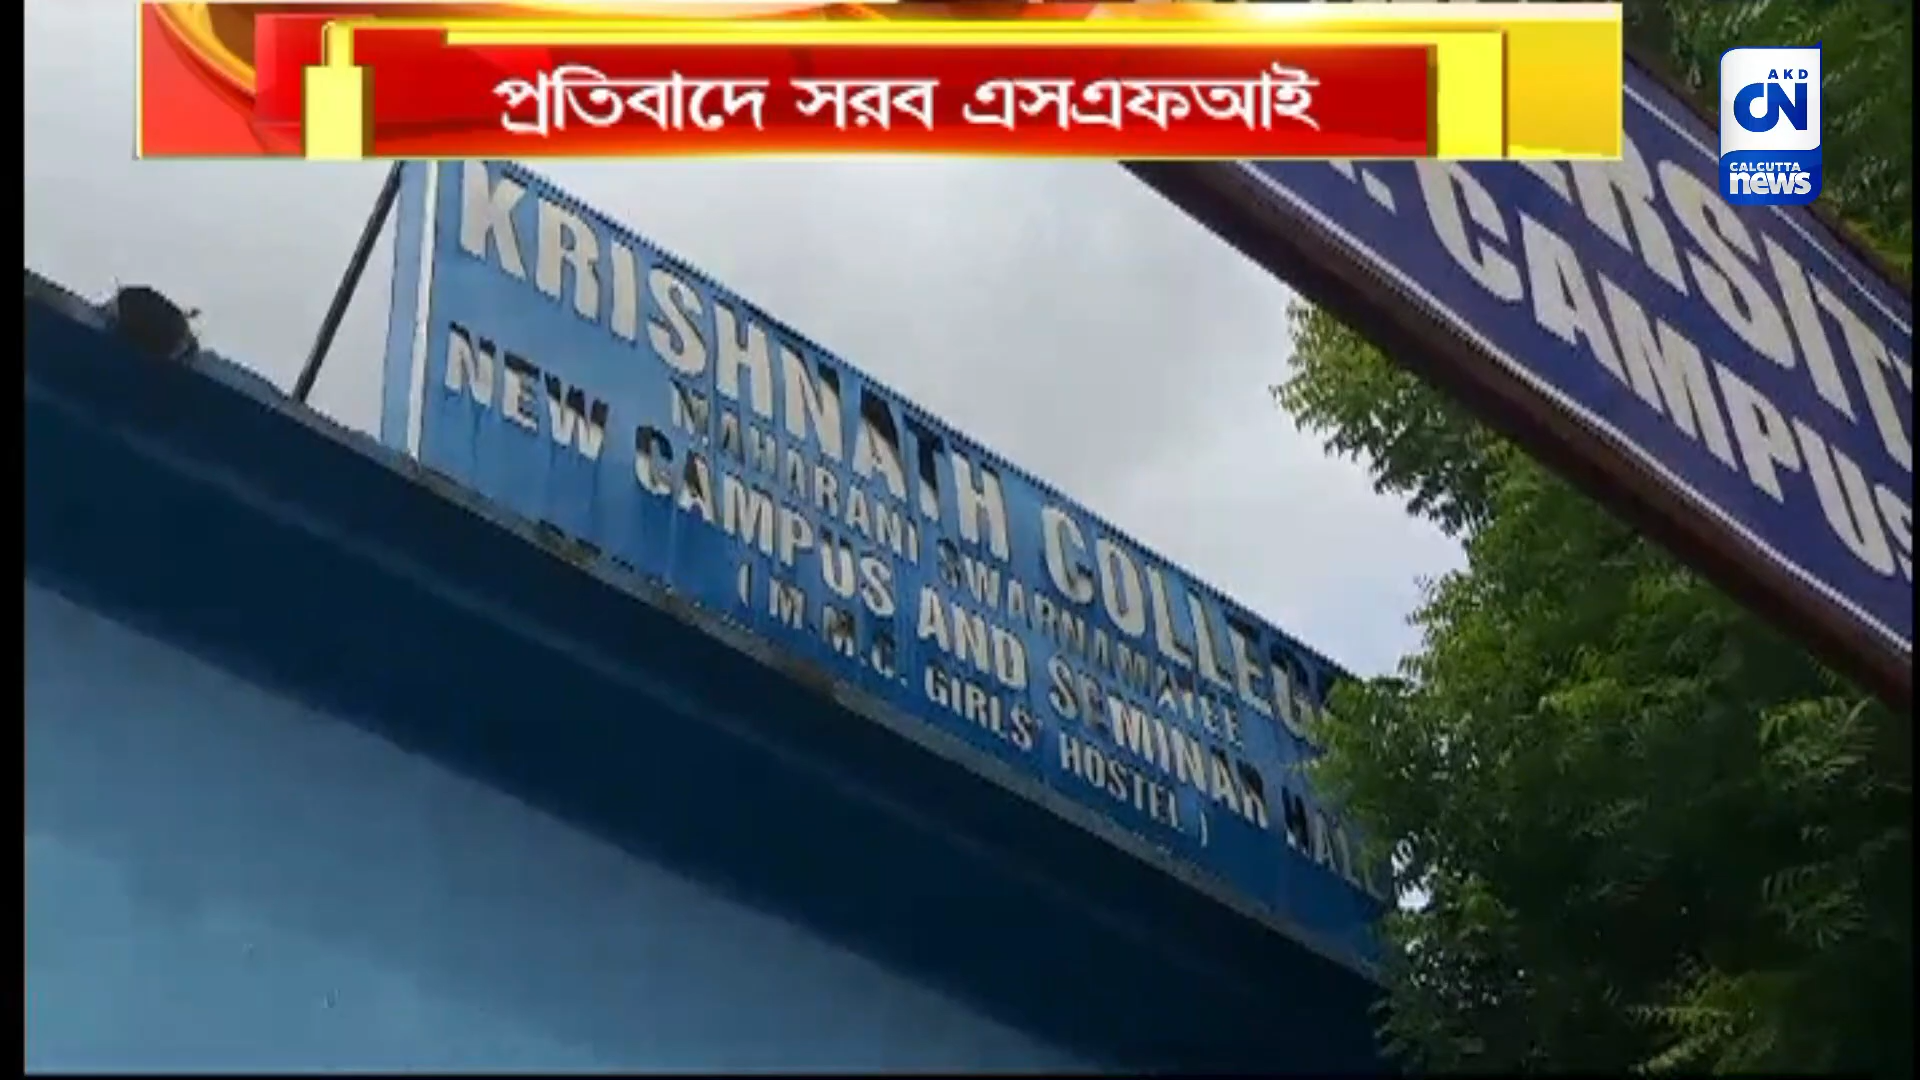 প্রতিবাদে সরব এসএফআই
AKD
CN
CALCUTTA
news
KRISHNATH COLLEGE
MAHARANI SWARNAMAYEE
NEW CAMPUS AND SEMINAR HALL
( M.M.C. GIRLS' HOSTEL )
CAMPUS